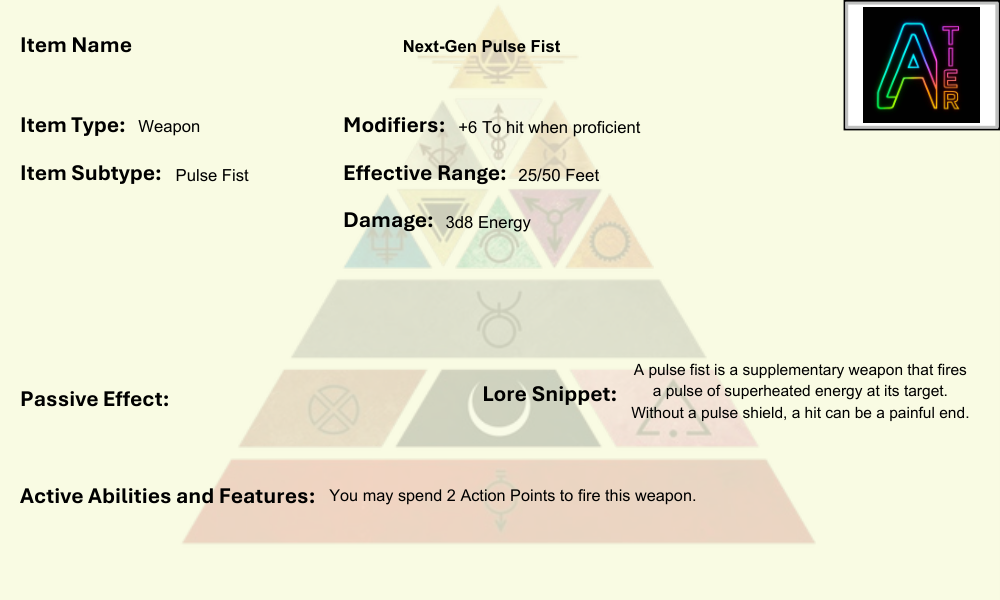 Item Name
Next-Gen Pulse Fist
A TIER
Item Type: Weapon
Modifiers: +6 To hit when proficient
Item Subtype: Pulse Fist
Effective Range: 25/50 Feet
Damage: 3d8 Energy
Passive Effect:
Lore Snippet:
A pulse fist is a supplementary weapon that fires
a pulse of superheated energy at its target.
Without a pulse shield, a hit can be a painful end.
Active Abilities and Features: You may spend 2 Action Points to fire this weapon.